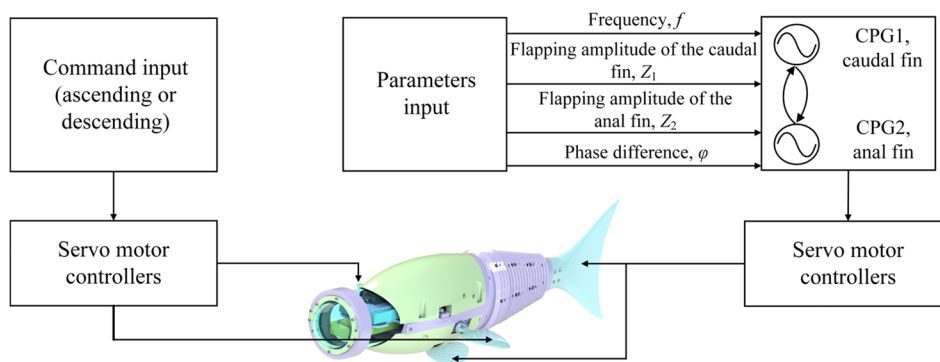 Command input
(ascending or
descending)
Parameters
input
Frequency, f
Flapping amplitude of the caudal
fin, Z₁
Flapping amplitude of the
anal fin, Z₂
Phase difference, φ
CPG1,
caudal fin
CPG2,
anal fin
Servo motor
controllers
Servo motor
controllers